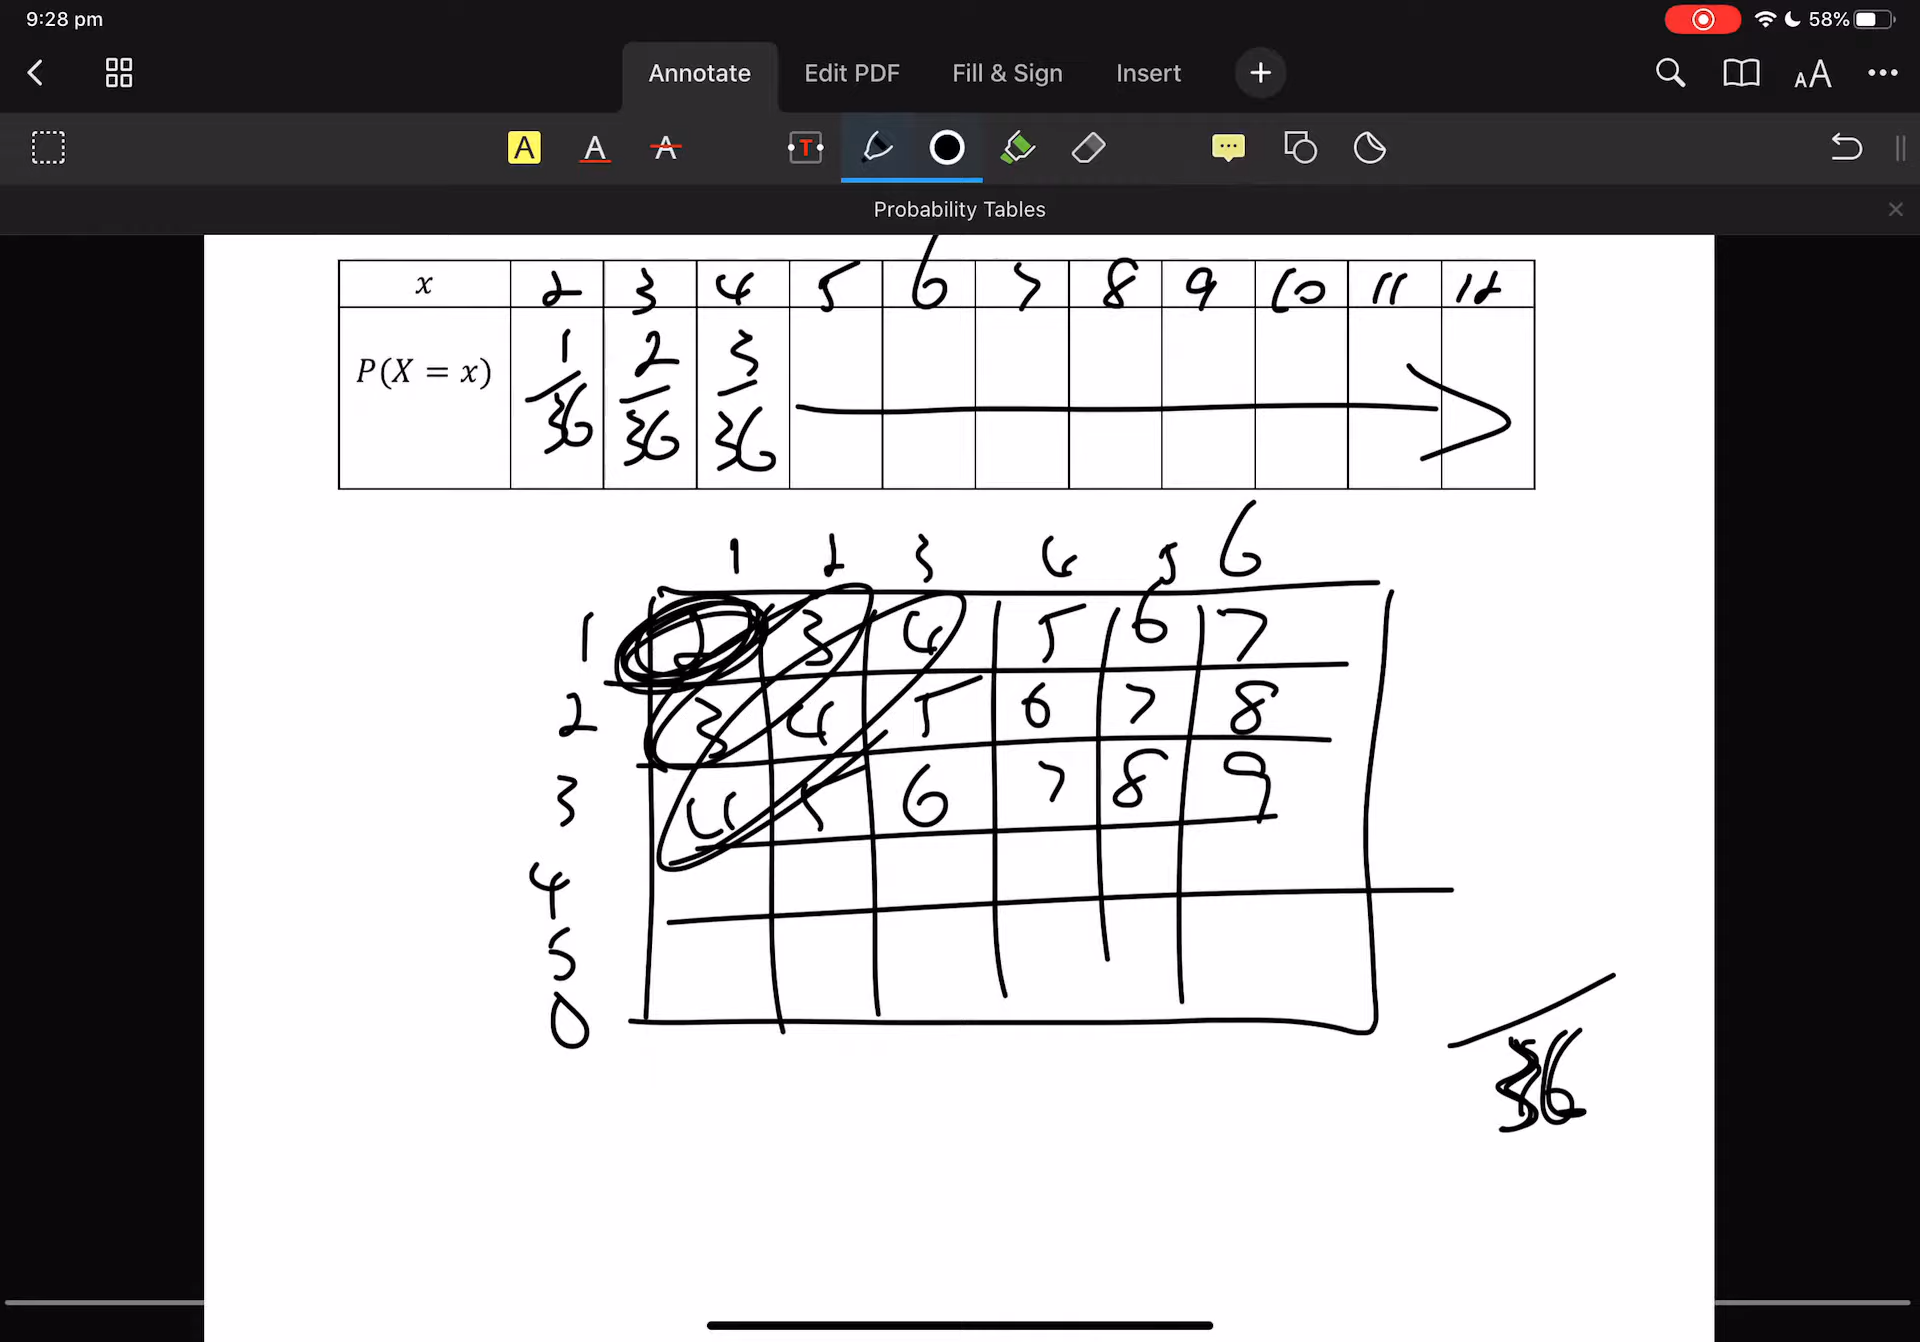 9:28 pm 58%
Annotate Edit PDF Fill & Sign Insert
A A A T AA
Probability Tables
x 2 3 4 5 6 7 8 9 10 11 12
P(X = x) 1/36 2/36 3/36
1 2 3 4 5 6
1 2 3 4 5 6 7
2 3 4 5 6 7 8
3 4 5 6 7 8 9
4
5
0
/36